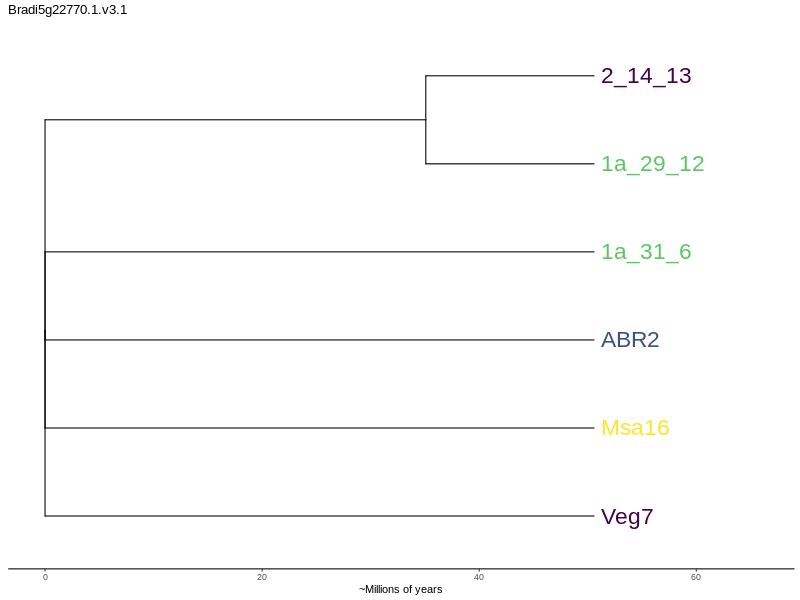 Bradi5g22770.1.v3.1
2_14_13
1a_29_12
1a_31_6
ABR2
Msa16
Veg7
0 20 40 60
~Millions of years